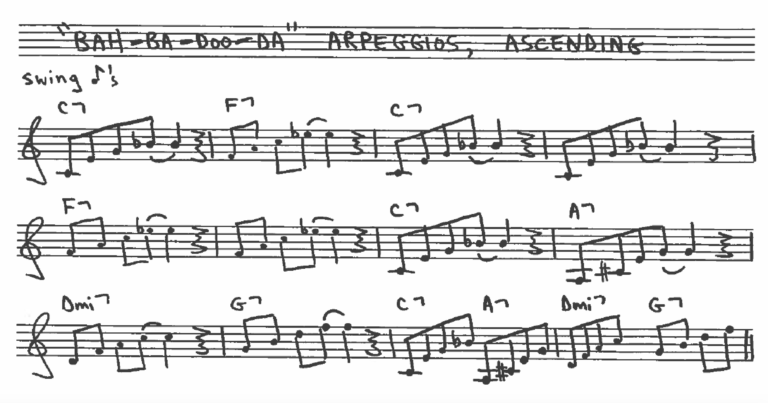 "BAH-BA-DOO-DA" ARPEGGIOS, ASCENDING
swing ♪'s
C7 F7 C7
F7 C7 A7
Dmi7 G7 C7 A7 Dmi7 G7